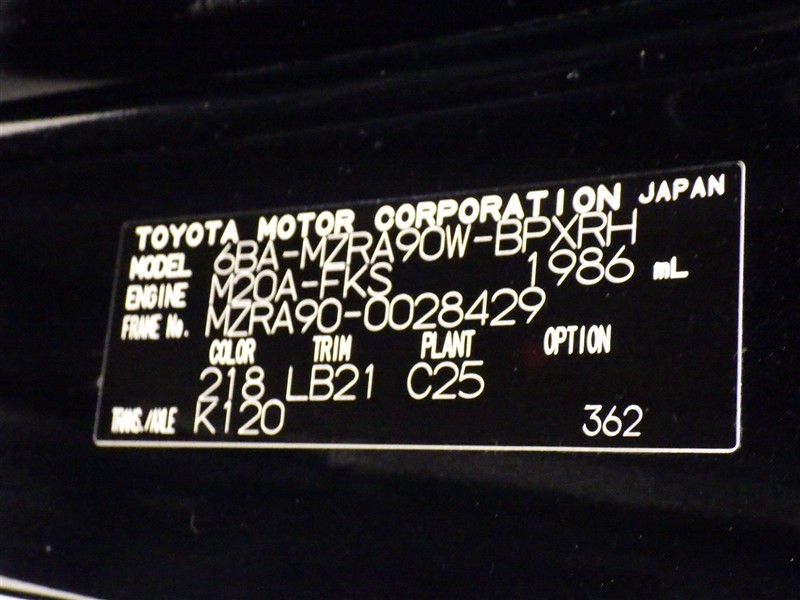 TOYOTA MOTOR CORPORATION JAPAN
MODEL 6BA-MZRA90W-BPXRH
ENGINE M20A-FKS 1986 mL
FRAME No. MZRA90-0028429
COLOR TRIM PLANT OPTION
218 LB21 C25
TRANS./AXLE K120 362